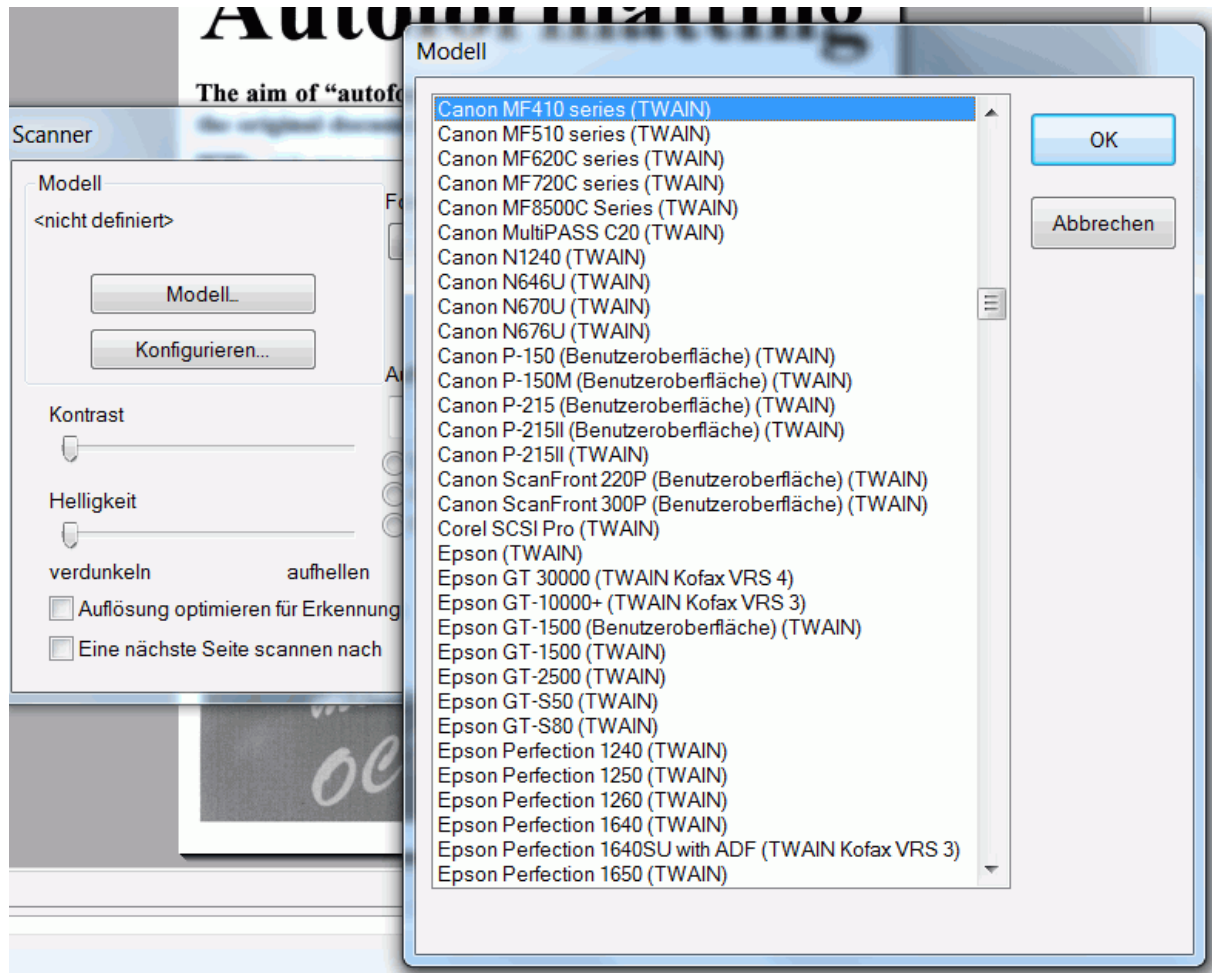 Autoformatting
The aim of “autofo
Scanner
Modell
<nicht definiert>
Modell...
Konfigurieren...
Kontrast
Helligkeit
verdunkeln aufhellen
Auflösung optimieren für Erkennung
Eine nächste Seite scannen nach
Modell
Canon MF410 series (TWAIN)
Canon MF510 series (TWAIN)
Canon MF620C series (TWAIN)
Canon MF720C series (TWAIN)
Canon MF8500C Series (TWAIN)
Canon MultiPASS C20 (TWAIN)
Canon N1240 (TWAIN)
Canon N646U (TWAIN)
Canon N670U (TWAIN)
Canon N676U (TWAIN)
Canon P-150 (Benutzeroberfläche) (TWAIN)
Canon P-150M (Benutzeroberfläche) (TWAIN)
Canon P-215 (Benutzeroberfläche) (TWAIN)
Canon P-215II (Benutzeroberfläche) (TWAIN)
Canon P-215II (TWAIN)
Canon ScanFront 220P (Benutzeroberfläche) (TWAIN)
Canon ScanFront 300P (Benutzeroberfläche) (TWAIN)
Corel SCSI Pro (TWAIN)
Epson (TWAIN)
Epson GT 30000 (TWAIN Kofax VRS 4)
Epson GT-10000+ (TWAIN Kofax VRS 3)
Epson GT-1500 (Benutzeroberfläche) (TWAIN)
Epson GT-1500 (TWAIN)
Epson GT-2500 (TWAIN)
Epson GT-S50 (TWAIN)
Epson GT-S80 (TWAIN)
Epson Perfection 1240 (TWAIN)
Epson Perfection 1250 (TWAIN)
Epson Perfection 1260 (TWAIN)
Epson Perfection 1640 (TWAIN)
Epson Perfection 1640SU with ADF (TWAIN Kofax VRS 3)
Epson Perfection 1650 (TWAIN)
OK
Abbrechen